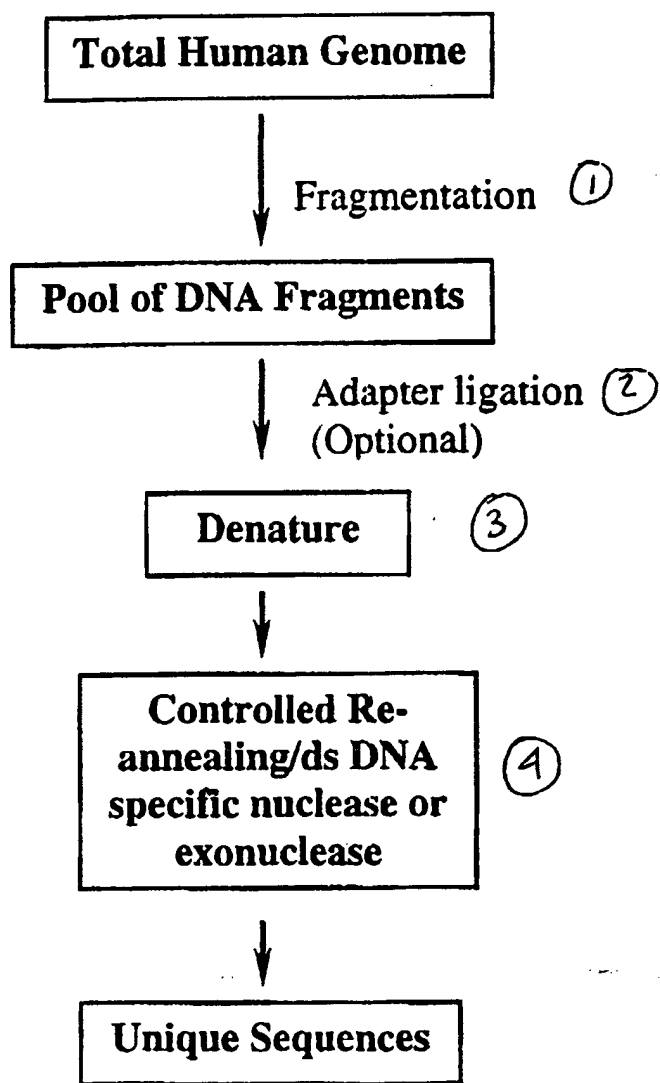 Total Human Genome
Fragmentation ①
Pool of DNA Fragments
Adapter ligation ②
(Optional)
Denature ③
Controlled Re-
annealing/ds DNA
specific nuclease or ④
exonuclease
Unique Sequences